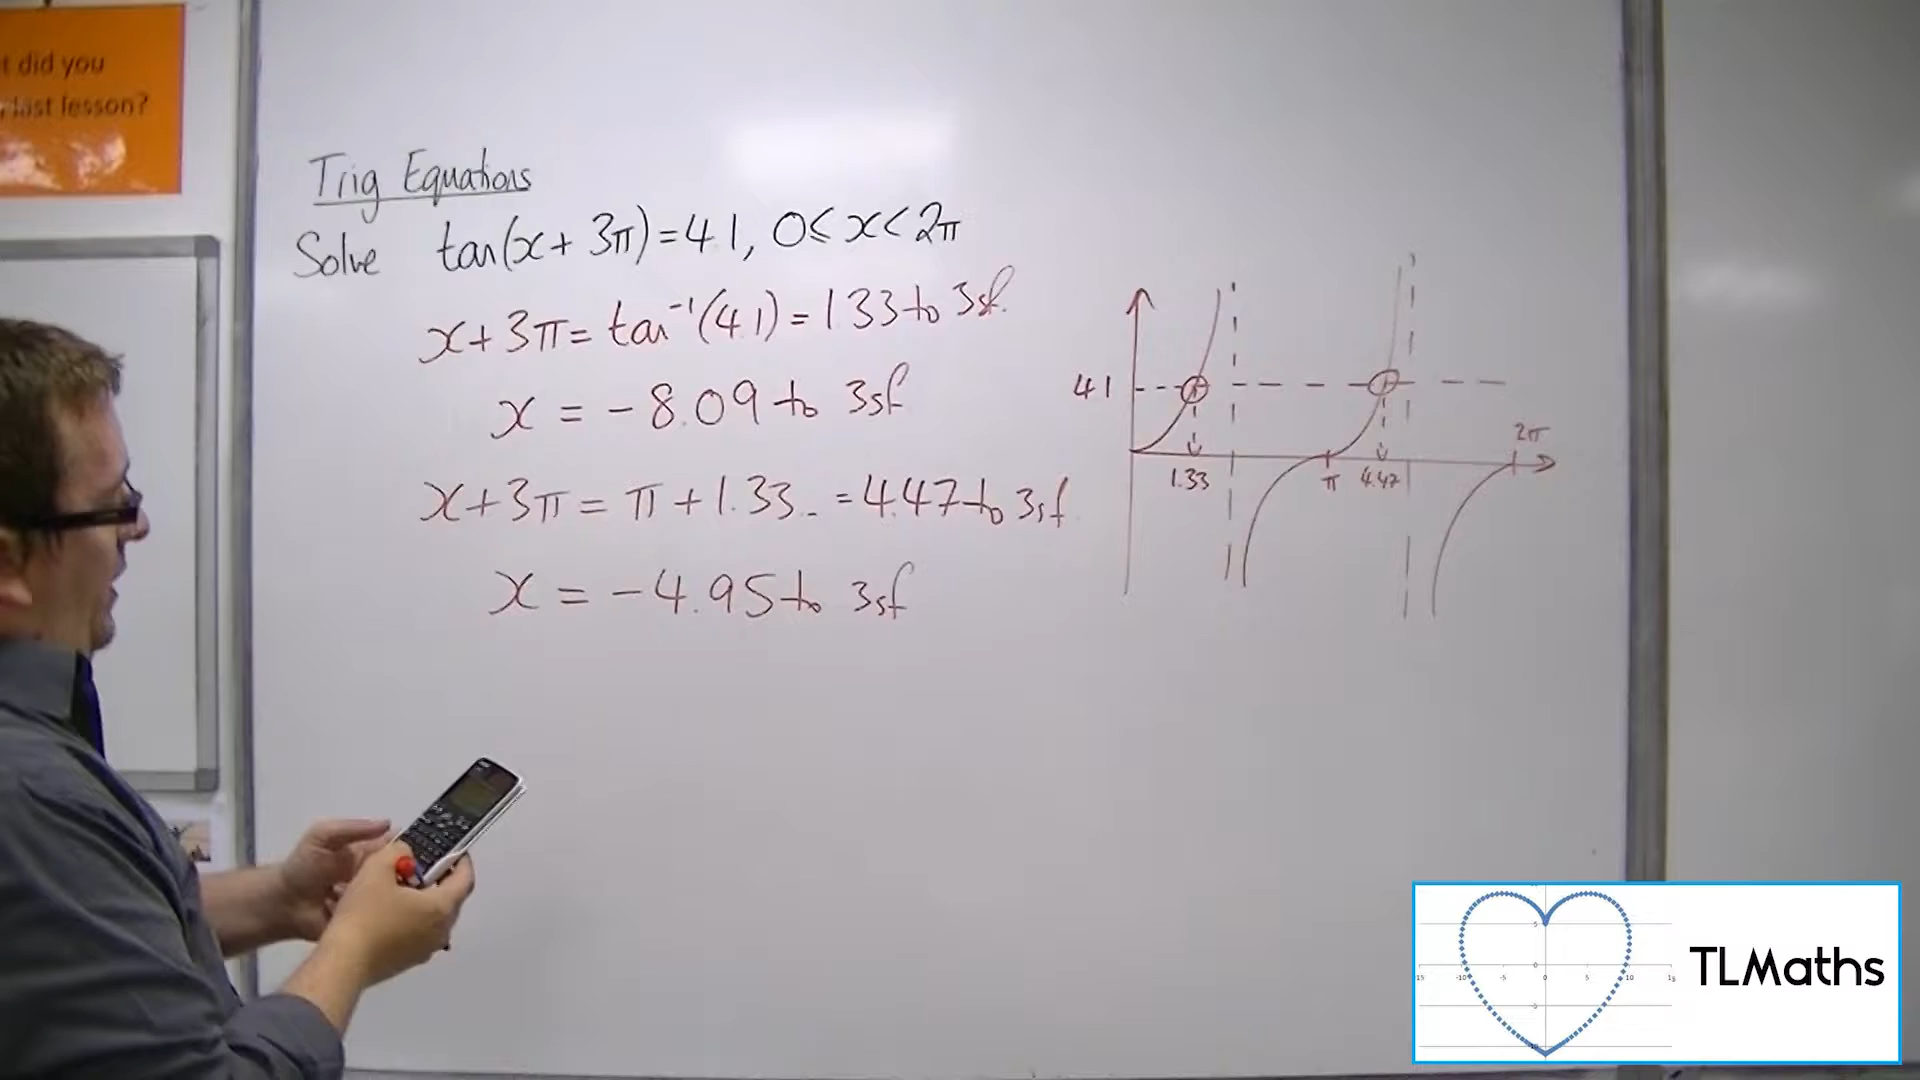 t did you
last lesson?
Trig Equations
Solve tan(x + 3π) = 4.1, 0 ≤ x < 2π
x + 3π = tan⁻¹(4.1) = 1.33 to 3sf.
x = -8.09 to 3sf
x + 3π = π + 1.33.. = 4.47 to 3sf
x = -4.95 to 3sf
4.1
2π
1.33
π
4.47
TLMaths